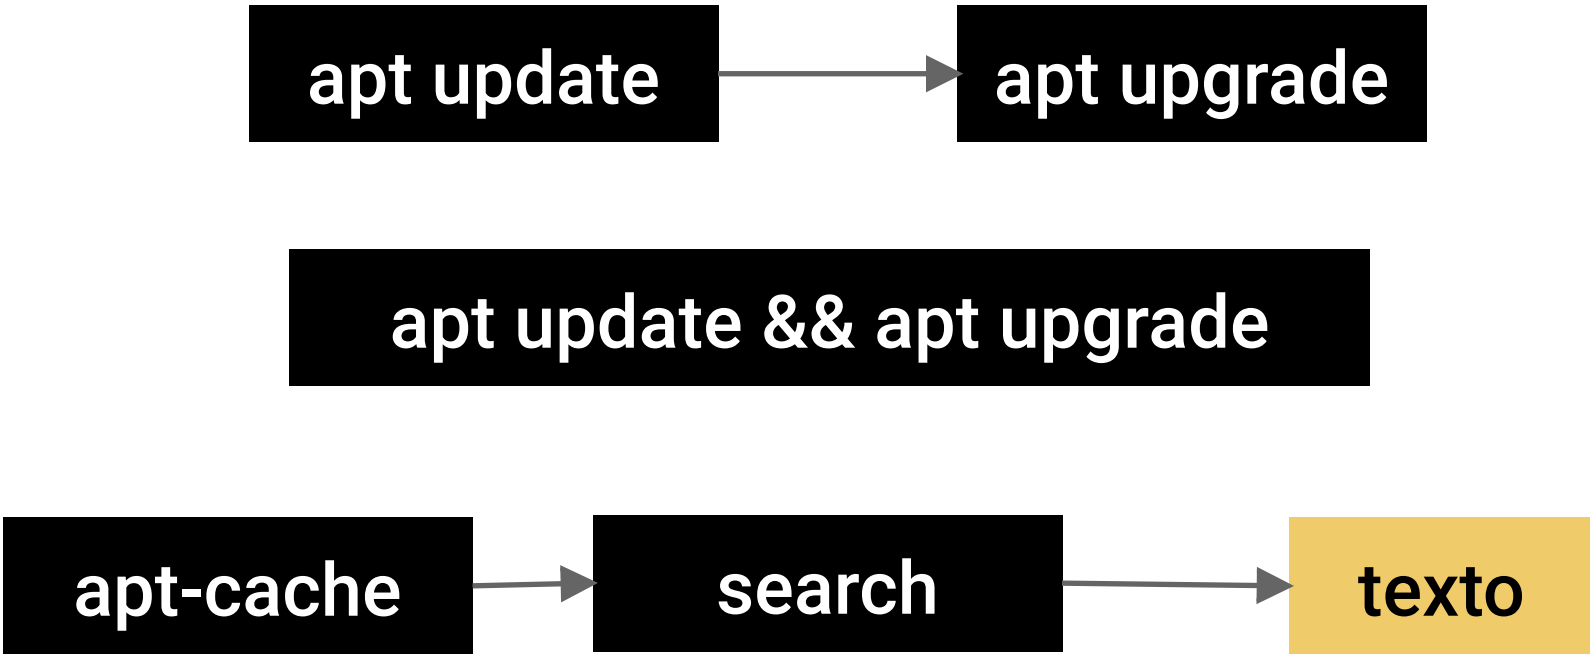 apt update
apt upgrade
apt update && apt upgrade
apt-cache
search
texto